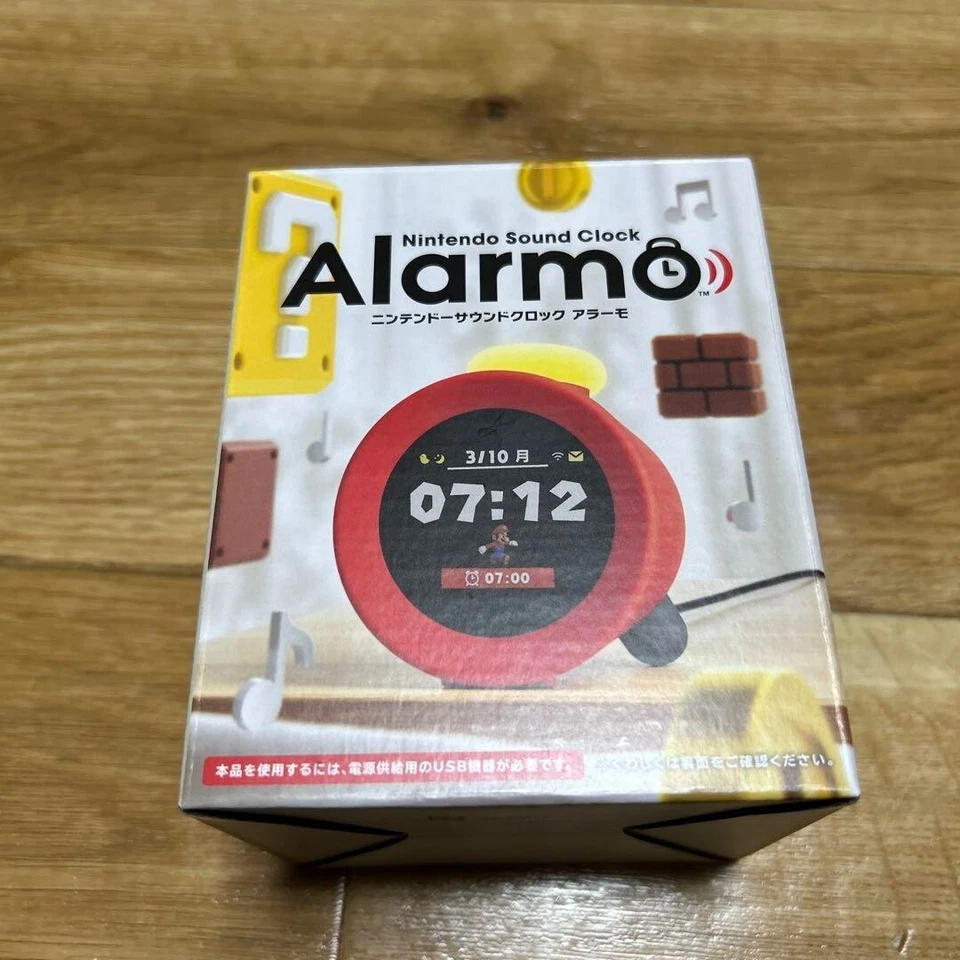 Nintendo Sound Clock
Alarmo™
ニンテンドーサウンドクロック アラーモ
3/10 月
07:12
07:00
本品を使用するには、電源供給用のUSB機器が必要です。
※くわしくは裏面をご確認ください。